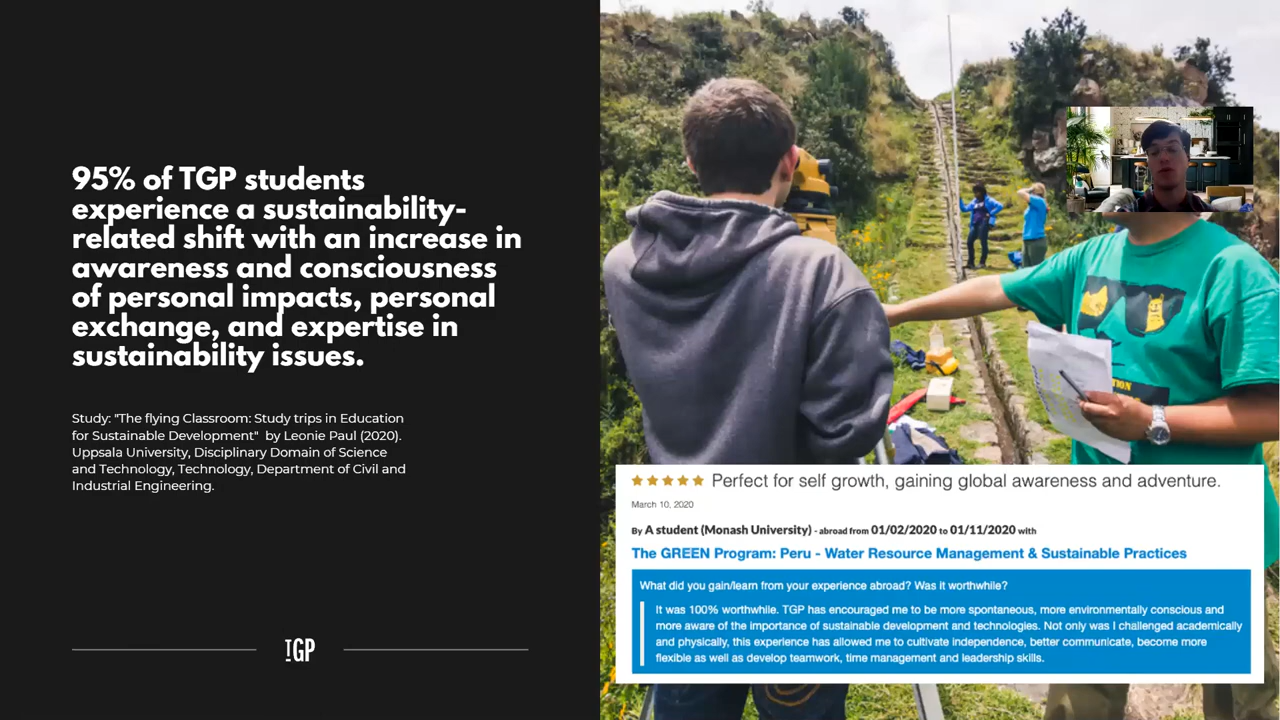 95% of TGP students
experience a sustainability-
related shift with an increase in
awareness and consciousness
of personal impacts, personal
exchange, and expertise in
sustainability issues.
Study: "The flying Classroom: Study trips in Education
for Sustainable Development" by Leonie Paul (2020).
Uppsala University, Disciplinary Domain of Science
and Technology, Technology, Department of Civil and
Industrial Engineering.
TGP
Perfect for self growth, gaining global awareness and adventure.
March 10, 2020
By A student (Monash University) - abroad from 01/02/2020 to 01/11/2020 with
The GREEN Program: Peru - Water Resource Management & Sustainable Practices
What did you gain/learn from your experience abroad? Was it worthwhile?
It was 100% worthwhile. TGP has encouraged me to be more spontaneous, more environmentally conscious and
more aware of the importance of sustainable development and technologies. Not only was I challenged academically
and physically, this experience has allowed me to cultivate independence, better communicate, become more
flexible as well as develop teamwork, time management and leadership skills.